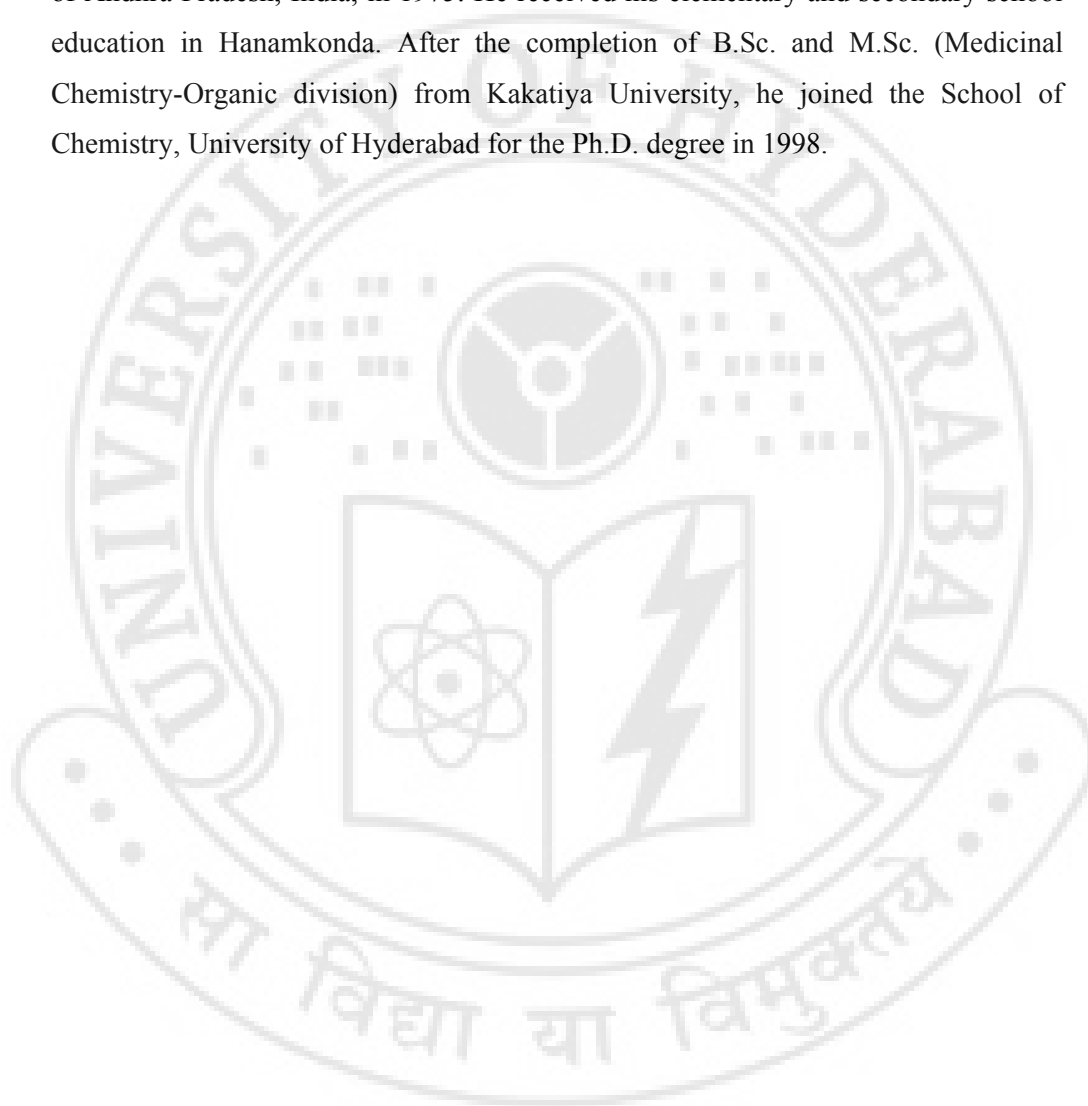 of Andhra Pradesh, India, in 1975. He received his elementary and secondary school
education in Hanamkonda. After the completion of B.Sc. and M.Sc. (Medicinal
Chemistry-Organic division) from Kakatiya University, he joined the School of
Chemistry, University of Hyderabad for the Ph.D. degree in 1998.
UNIVERSITY OF HYDERABAD
सा विद्या या विमुक्तये